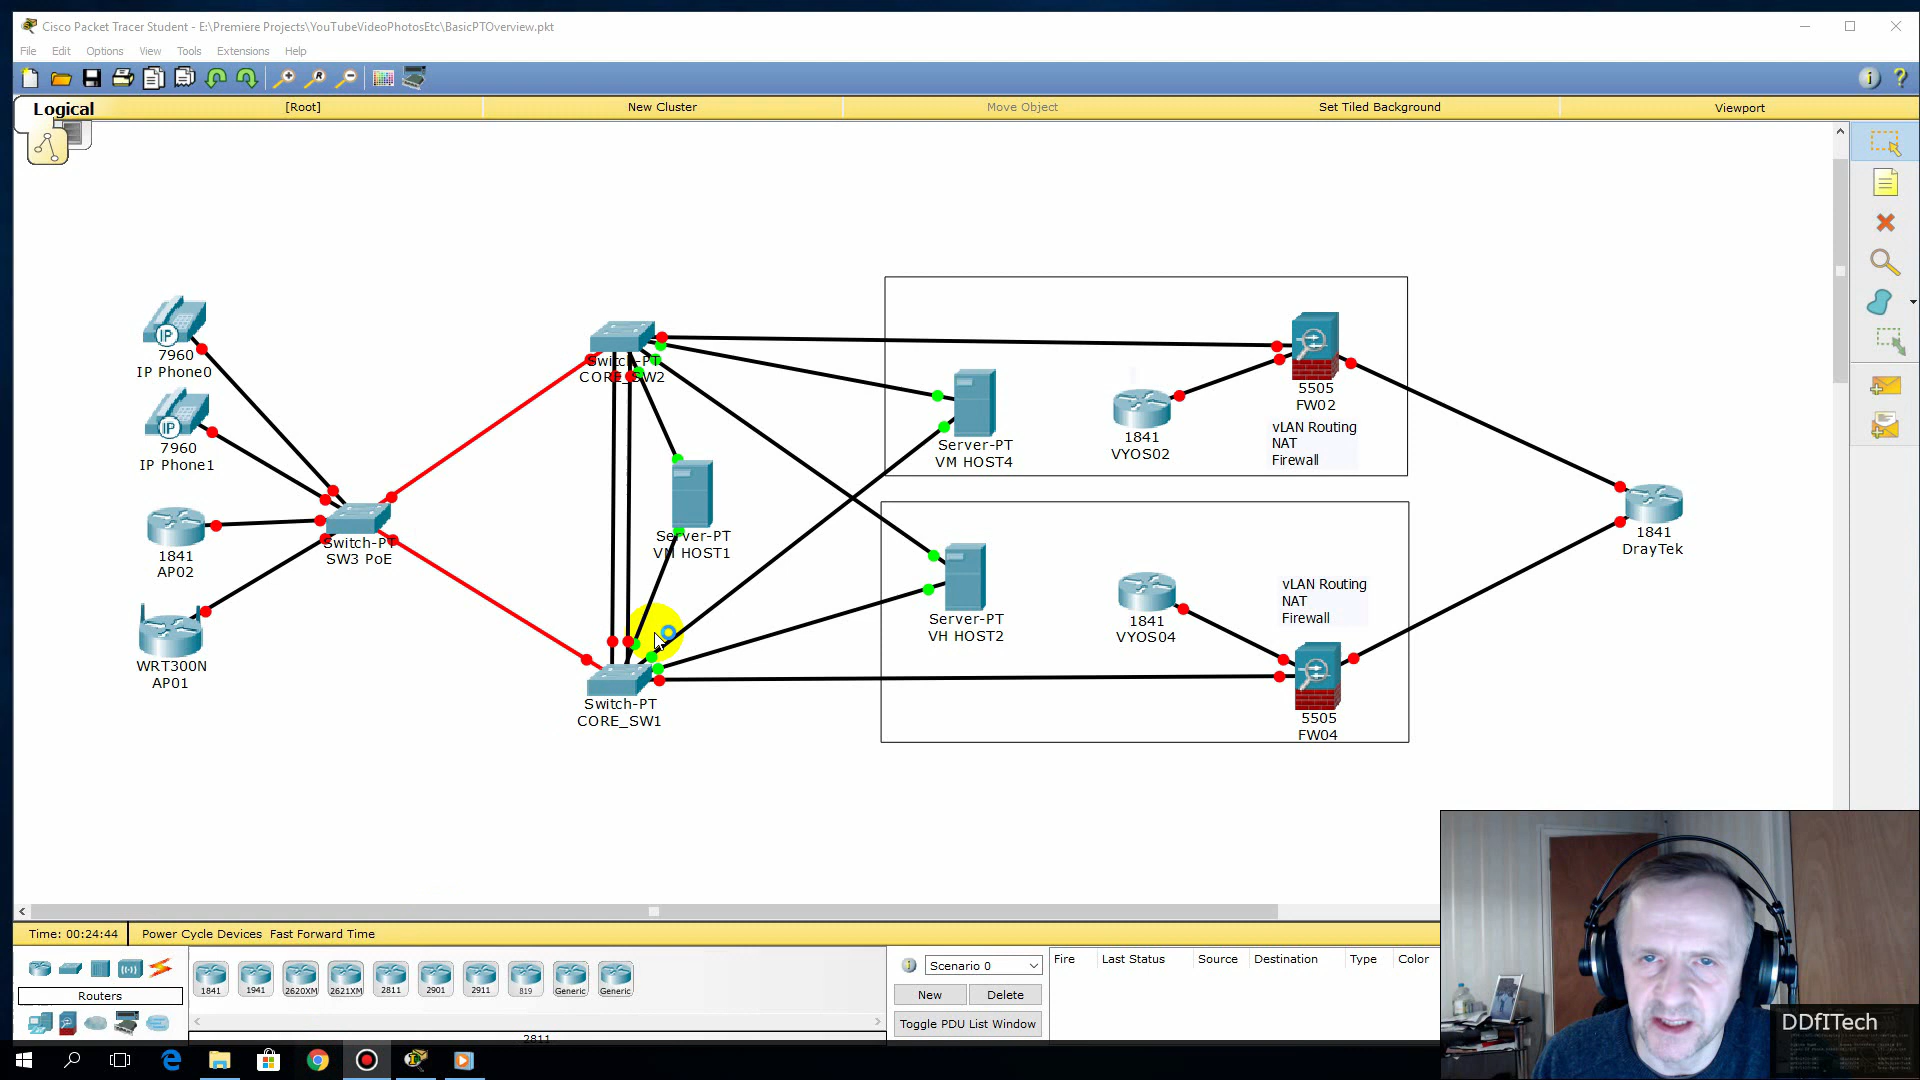 Cisco Packet Tracer Student - E:\Premiere Projects\YouTubeVideoPhotosEtc\BasicPTOverview.pkt
File Edit Options View Tools Extensions Help
Logical [Root] New Cluster Move Object Set Tiled Background Viewport
IP
7960
IP Phone0
IP
7960
IP Phone1
1841
AP02
WRT300N
AP01
Switch-PT
SW3 PoE
Switch-PT
CORE_SW2
Server-PT
VM HOST1
Switch-PT
CORE_SW1
Server-PT
VM HOST4
1841
VYOS02
5505
FW02
vLAN Routing
NAT
Firewall
Server-PT
VH HOST2
1841
VYOS04
vLAN Routing
NAT
Firewall
5505
FW04
1841
DrayTek
Time: 00:24:44 Power Cycle Devices Fast Forward Time
Routers
1841 1941 2620XM 2621XM 2811 2901 2911 819 Generic Generic
2811
Scenario 0
New Delete
Toggle PDU List Window
Fire Last Status Source Destination Type Color
DDfITech